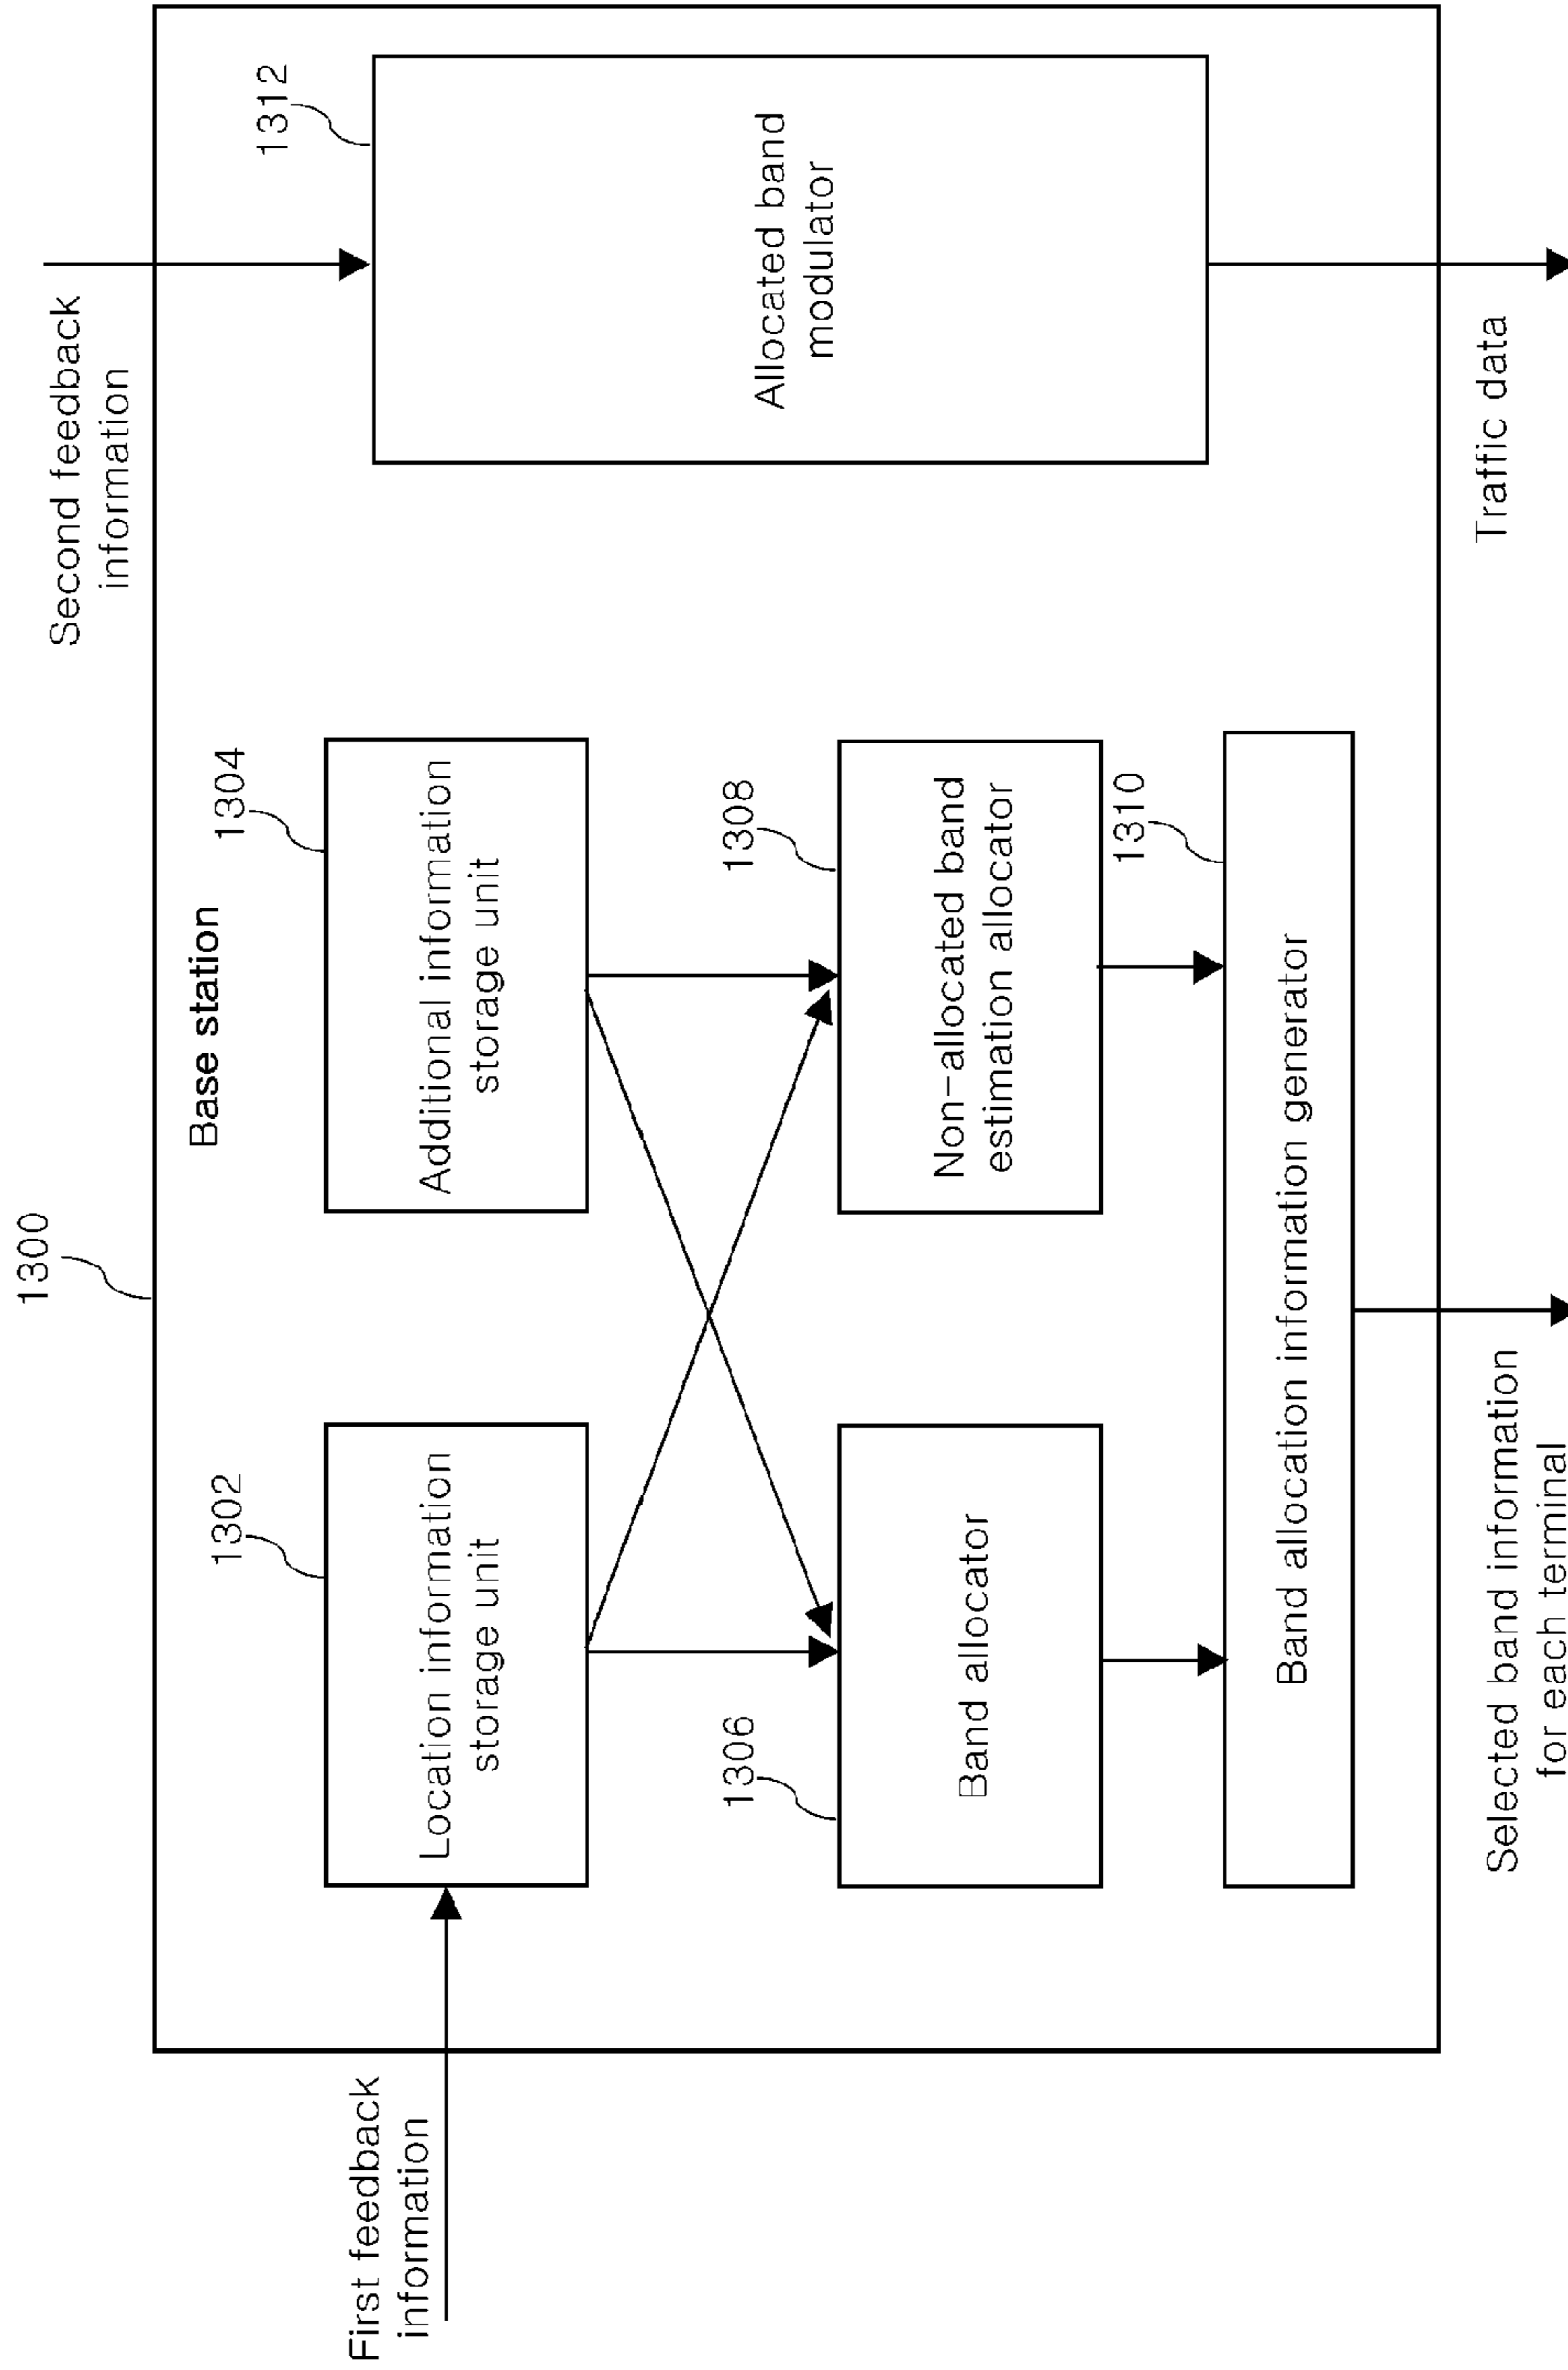 1300
Second feedback
information
Base station
1302
1304
1312
First feedback
information
Location information
storage unit
Additional information
storage unit
Allocated band
modulator
1306
1308
Band allocator
Non-allocated band
estimation allocator
1310
Band allocation information generator
Selected band information
for each terminal
Traffic data